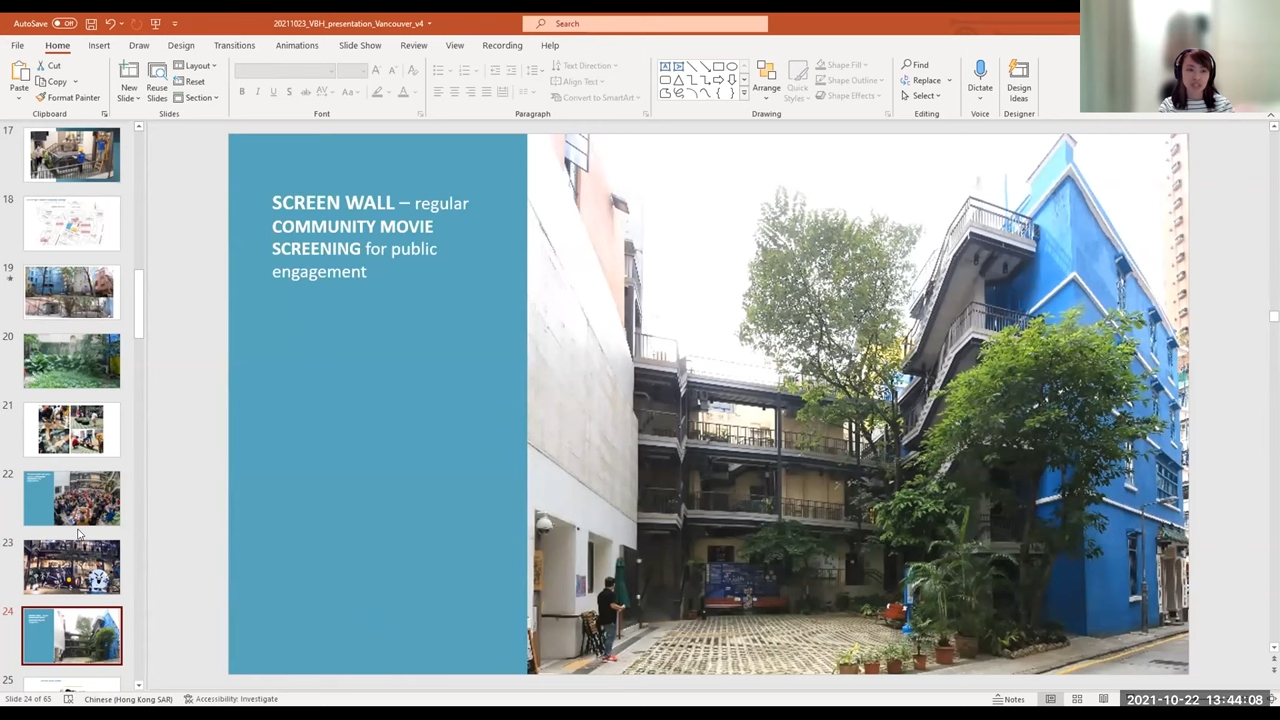 AutoSave Off 20211023_VBH_presentation_Vancouver_v4 Search
File Home Insert Draw Design Transitions Animations Slide Show Review View Recording Help
Paste Cut Copy Format Painter Clipboard
New Slide Reuse Slides Layout Reset Section Slides
Font
Text Direction Align Text Convert to SmartArt Paragraph
Arrange Quick Styles Shape Fill Shape Outline Shape Effects Drawing
Find Replace Select Editing
Dictate Voice
Design Ideas Designer
17
18
19
20
21
22
23
24
25
SCREEN WALL – regular
COMMUNITY MOVIE
SCREENING for public
engagement
Slide 24 of 65 Chinese (Hong Kong SAR) Accessibility: Investigate Notes 2021-10-22 13:44:08